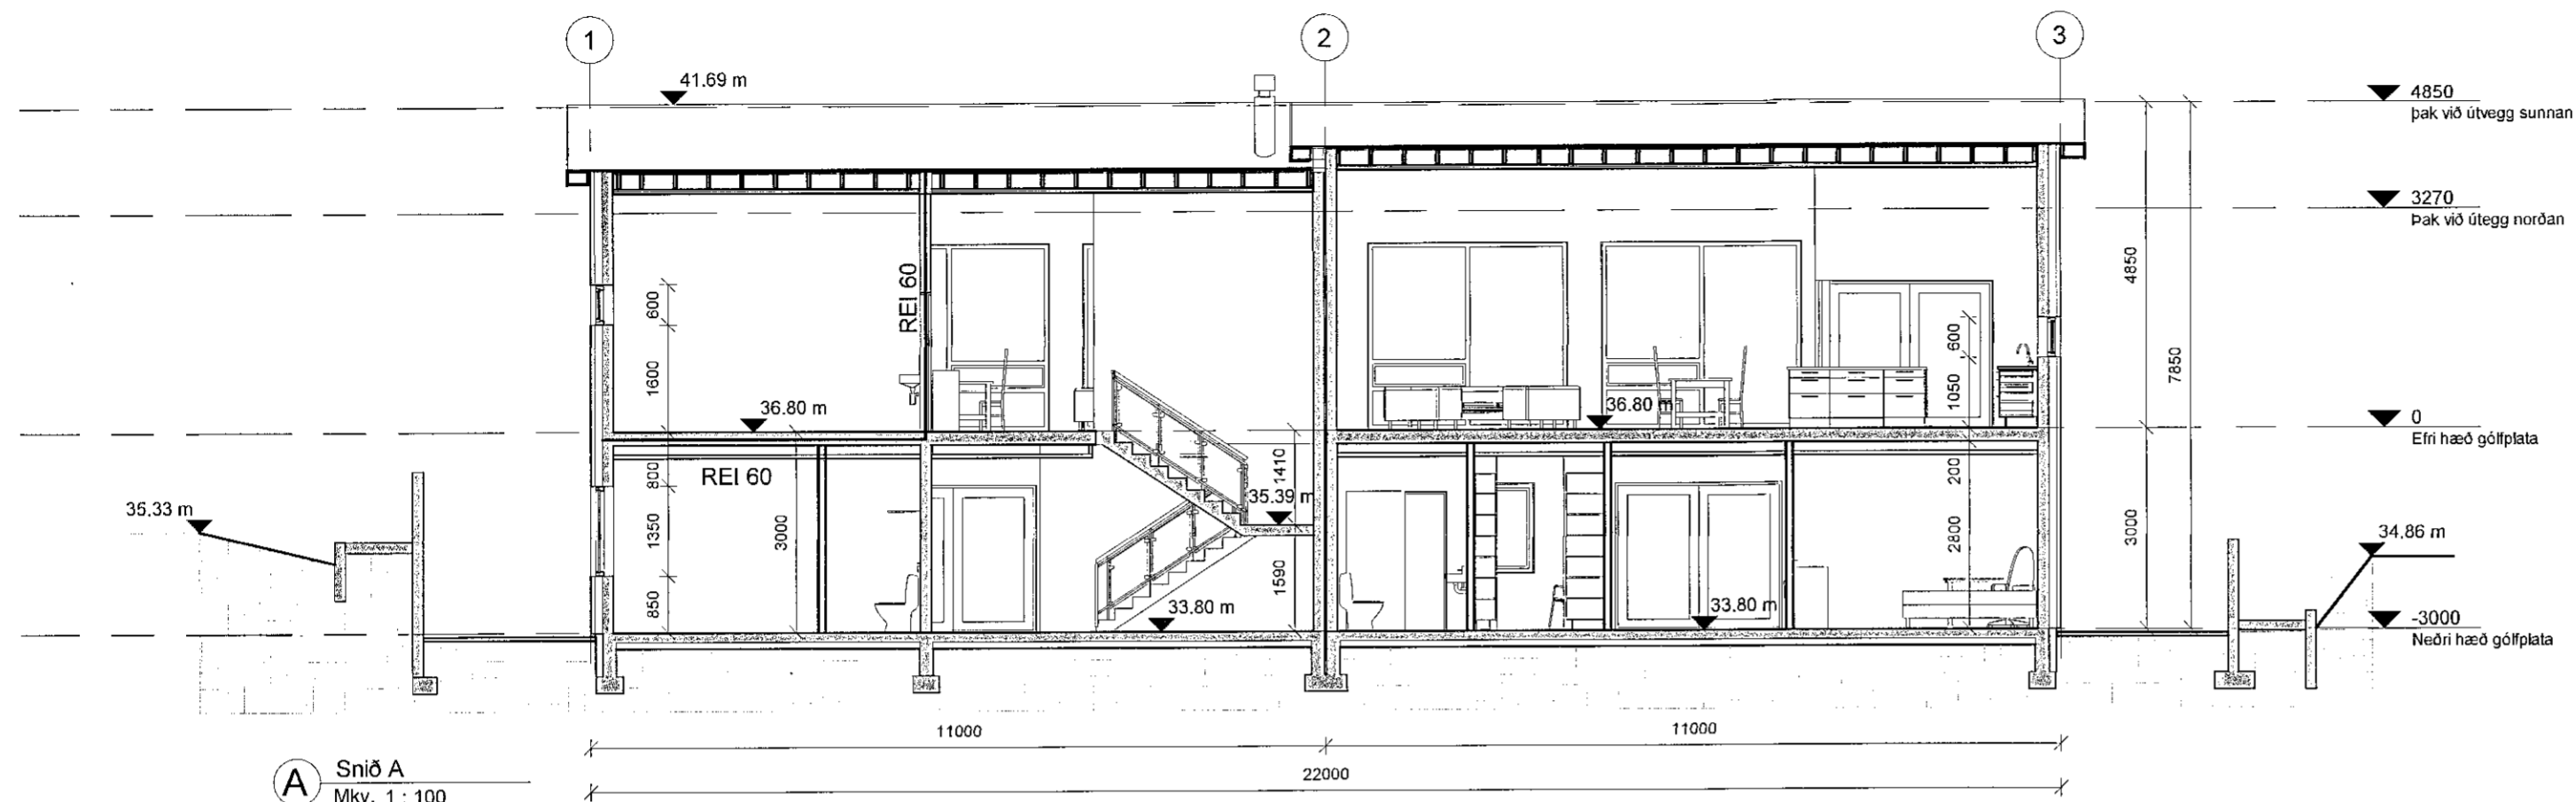 1
2
3
41.69 m
4850
þak við útvegg sunnan
3270
Þak við útegg norðan
REI 60
600
1600
36.80 m
36.80 m
4850
7850
600
1050
0
Efri hæð gólfplata
800
REI 60
1350
850
3000
1410
35.39 m
1590
33.80 m
33.80 m
200
2800
3000
35.33 m
34.86 m
-3000
Neðri hæð gólfplata
11000
11000
22000
A
Snið A
Mkv. 1 : 100